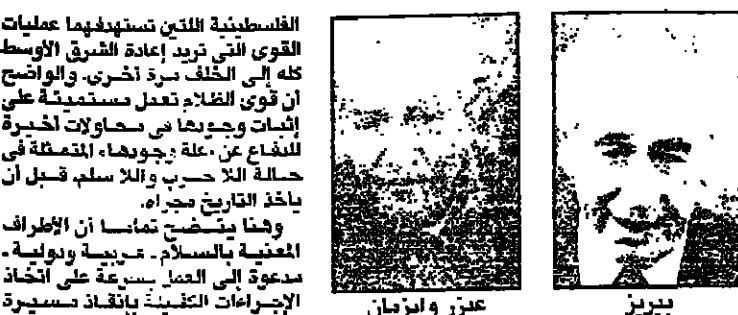 الفلسطينية اللتين تستهدفهما عمليات
القوى التي تريد إعادة الشرق الأوسط
كله إلى الخلف مرة أخرى. والواضح
أن قوى الظلام تعمل مستميتة على
إثبات وجودها في محاولات أخيرة
للدفاع عن علة وجودها، المتمثلة في
حالة اللا حرب واللا سلم، قبل أن
يأخذ التاريخ مجراه.
وهنا يتضح تماما أن الأطراف
المعنية بالسلام ـ عربية ودولية ـ
مدعوة إلى العمل بسرعة على اتخاذ
الإجراءات الكفيلة بإنقاذ مسيرة
عيزر وايزمان
بيريز